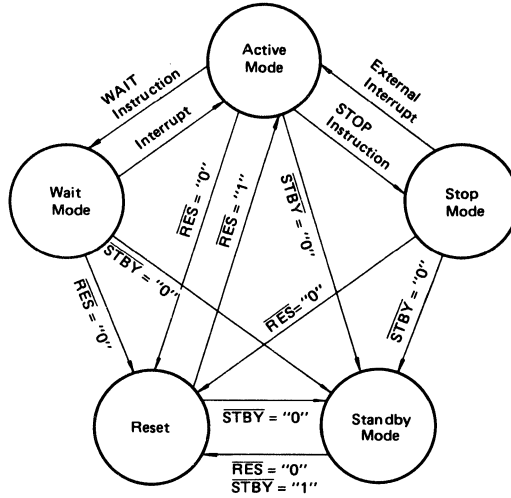 Active
Mode
WAIT
Instruction
Interrupt
External
Interrupt
STOP
Instruction
Wait
Mode
Stop
Mode
RES = "0"
RES = "1"
STBY
= "0"
STBY = "0"
RES = "0"
RES="0"
STBY = "0"
Reset
STBY = "0"
Standby
Mode
RES = "0"
STBY = "1"